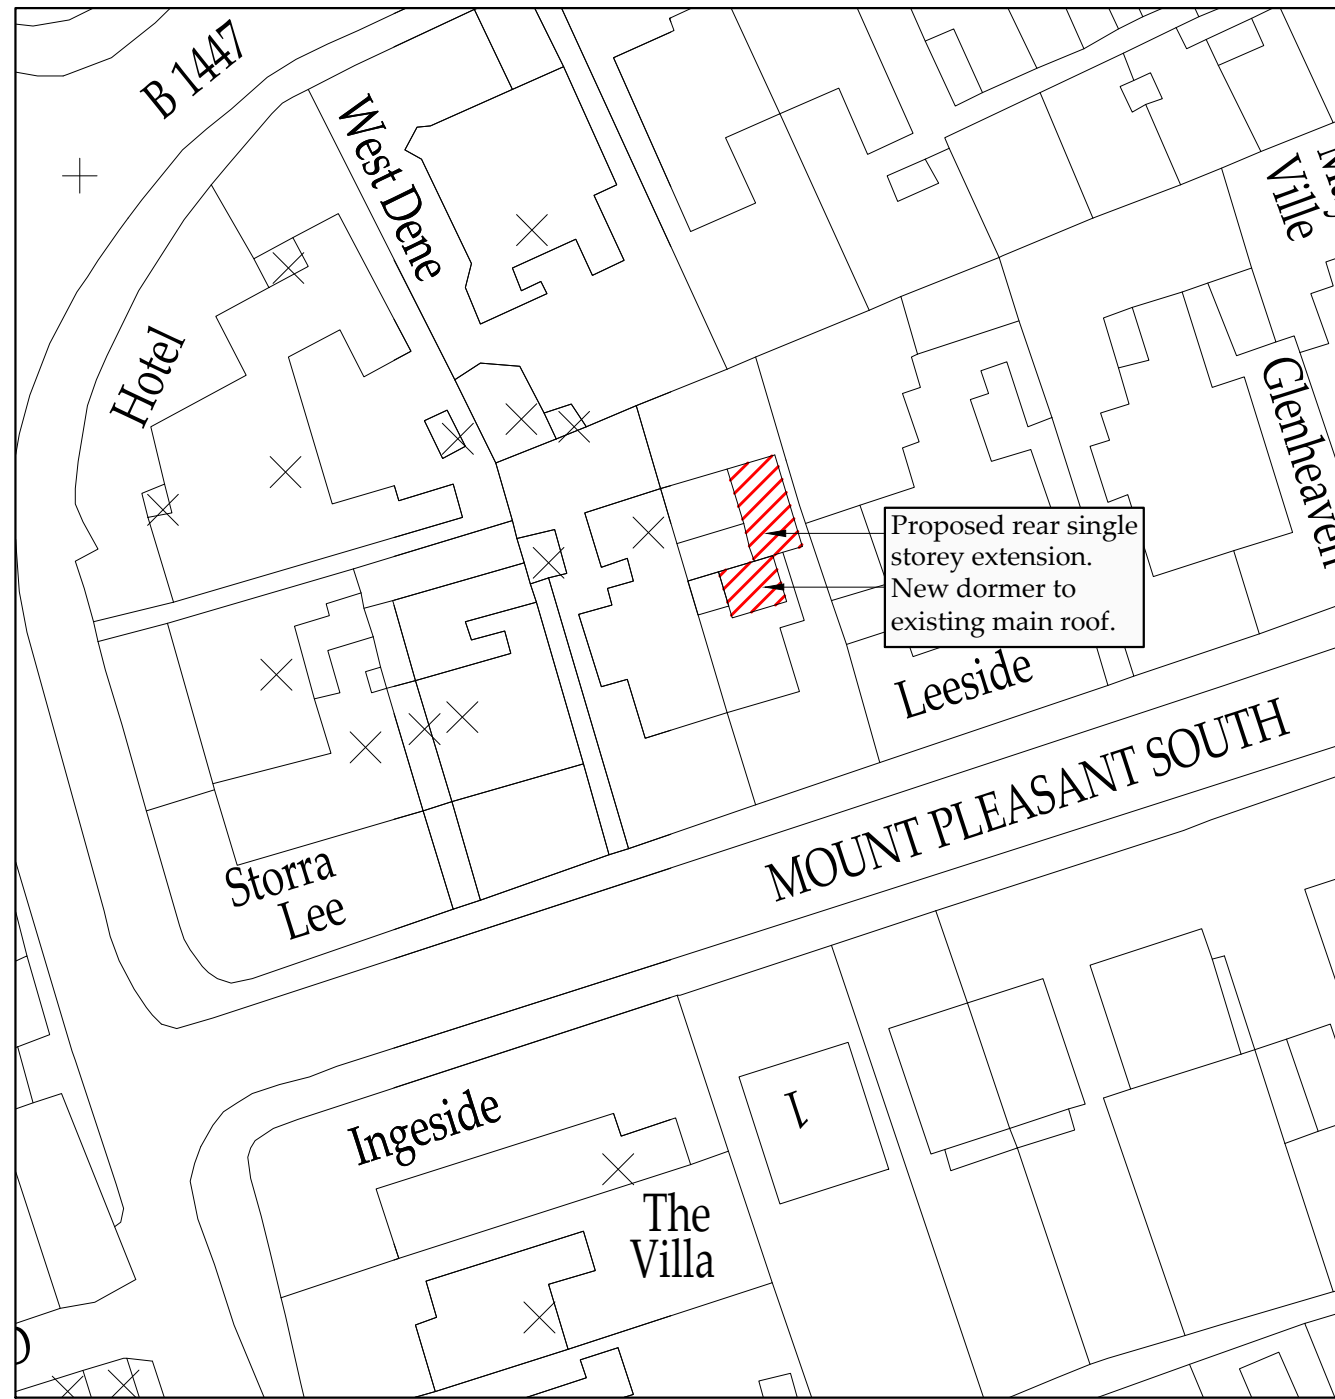 B 1447
West Dene
Ville
Hotel
Glenheaven
Proposed rear single
storey extension.
New dormer to
existing main roof.
Leeside
MOUNT PLEASANT SOUTH
Storra
Lee
Ingeside
1
The
Villa